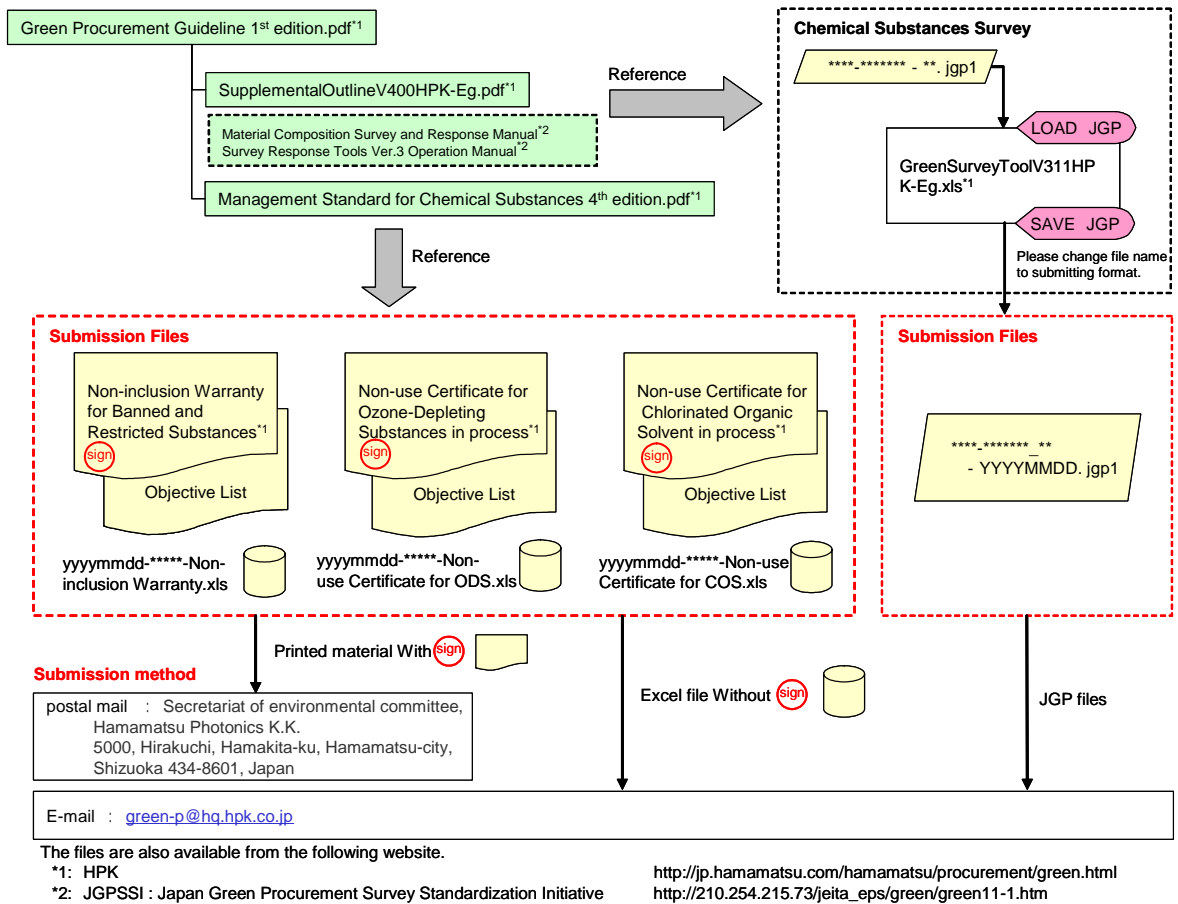 Green Procurement Guideline 1st edition.pdf*1
SupplementalOutlineV400HPK-Eg.pdf*1
Material Composition Survey and Response Manual*2
Survey Response Tools Ver.3 Operation Manual*2
Management Standard for Chemical Substances 4th edition.pdf*1
Reference
Reference
Chemical Substances Survey
****-******* - **. jgp1
LOAD JGP
GreenSurveyToolV311HP
K-Eg.xls*1
SAVE JGP
Please change file name
to submitting format.
Submission Files
Non-inclusion Warranty
for Banned and
Restricted Substances*1
sign
Objective List
yyyymmdd-*****-Non-
inclusion Warranty.xls
Non-use Certificate for
Ozone-Depleting
Substances in process*1
sign
Objective List
yyyymmdd-*****-Non-
use Certificate for ODS.xls
Non-use Certificate for
Chlorinated Organic
Solvent in process*1
sign
Objective List
yyyymmdd-*****-Non-use
Certificate for COS.xls
Submission Files
****-*******_**
- YYYYMMDD. jgp1
Printed material With sign
Excel file Without sign
JGP files
Submission method
postal mail : Secretariat of environmental committee,
Hamamatsu Photonics K.K.
5000, Hirakuchi, Hamakita-ku, Hamamatsu-city,
Shizuoka 434-8601, Japan
E-mail : green-p@hq.hpk.co.jp
The files are also available from the following website.
*1: HPK http://jp.hamamatsu.com/hamamatsu/procurement/green.html
*2: JGPSSI : Japan Green Procurement Survey Standardization Initiative http://210.254.215.73/jeita_eps/green/green11-1.htm